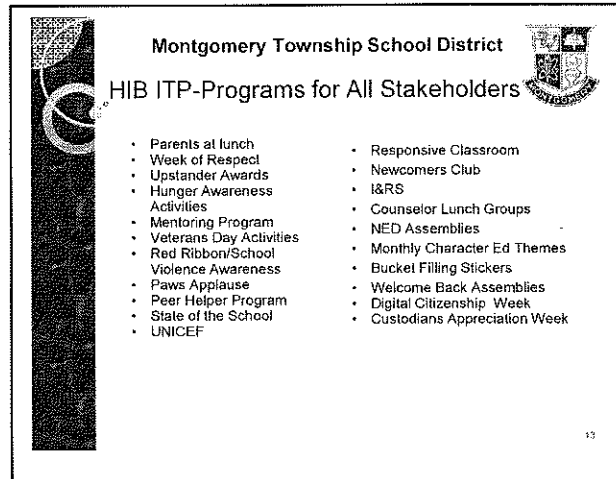 Montgomery Township School District
HIB ITP-Programs for All Stakeholders
MONTGOMERY
• Parents at lunch
• Week of Respect
• Upstander Awards
• Hunger Awareness
Activities
• Mentoring Program
• Veterans Day Activities
• Red Ribbon/School
Violence Awareness
• Paws Applause
• Peer Helper Program
• State of the School
• UNICEF
• Responsive Classroom
• Newcomers Club
• I&RS
• Counselor Lunch Groups
• NED Assemblies
• Monthly Character Ed Themes
• Bucket Filling Stickers
• Welcome Back Assemblies
• Digital Citizenship Week
• Custodians Appreciation Week
13